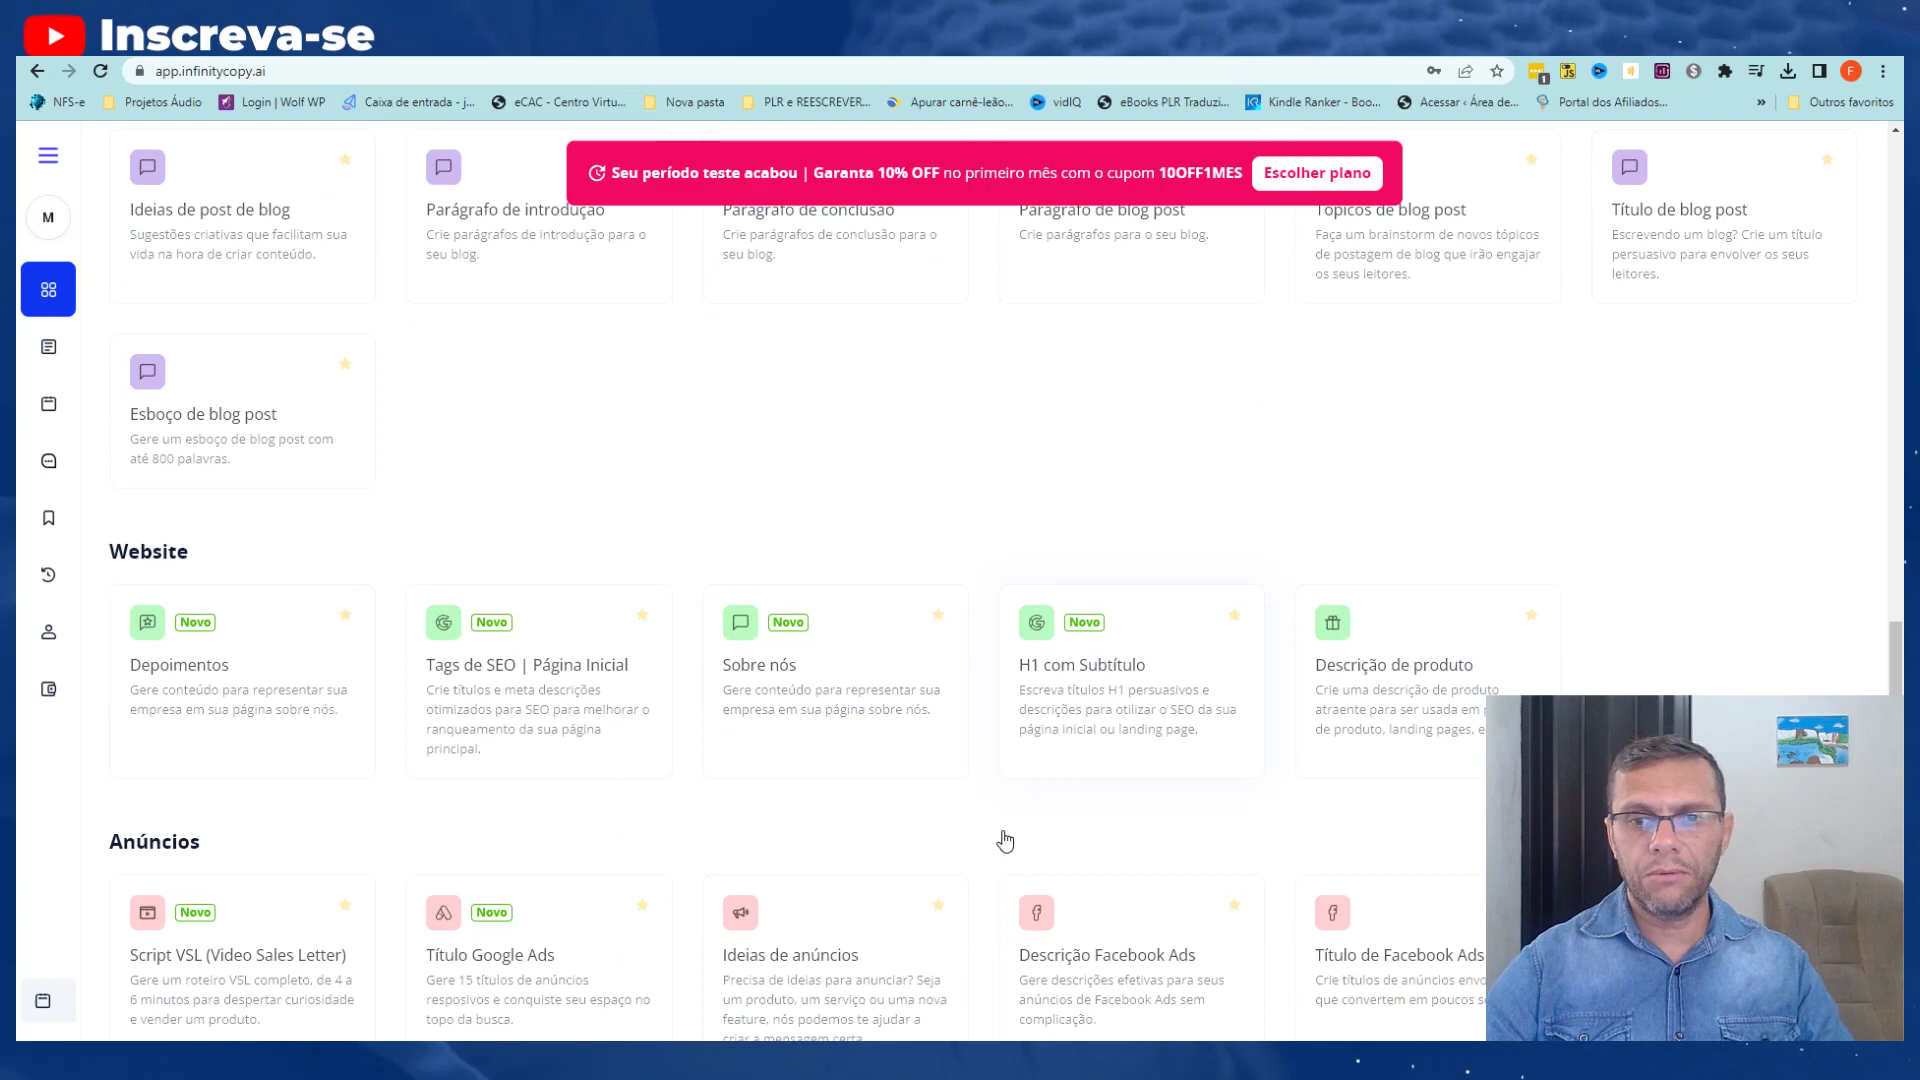 Inscreva-se
app.infinitycopy.ai
1
JS
F
NFS-e
Projetos Áudio
Login | Wolf WP
Caixa de entrada - j...
eCAC - Centro Virtu...
Nova pasta
PLR e REESCREVER...
Apurar carnê-leão...
vidIQ
eBooks PLR Traduzi...
Kindle Ranker - Boo...
Acessar ‹ Área de...
Portal dos Afiliados...
»
Outros favoritos
M
Seu período teste acabou | Garanta 10% OFF no primeiro mês com o cupom 10OFF1MES
Escolher plano
Ideias de post de blog
Sugestões criativas que facilitam sua
vida na hora de criar conteúdo.
Parágrafo de introdução
Crie parágrafos de introdução para o
seu blog.
Parágrafo de conclusão
Crie parágrafos de conclusão para o
seu blog.
Parágrafo de blog post
Crie parágrafos para o seu blog.
Tópicos de blog post
Faça um brainstorm de novos tópicos
de postagem de blog que irão engajar
os seus leitores.
Título de blog post
Escrevendo um blog? Crie um título
persuasivo para envolver os seus
leitores.
Esboço de blog post
Gere um esboço de blog post com
até 800 palavras.
Website
Novo
Depoimentos
Gere conteúdo para representar sua
empresa em sua página sobre nós.
Novo
Tags de SEO | Página Inicial
Crie títulos e meta descrições
otimizados para SEO para melhorar o
ranqueamento da sua página
principal.
Novo
Sobre nós
Gere conteúdo para representar sua
empresa em sua página sobre nós.
Novo
H1 com Subtítulo
Escreva títulos H1 persuasivos e
descrições para otilizar o SEO da sua
página inicial ou landing page.
Descrição de produto
Crie uma descrição de produto
atraente para ser usada em
de produto, landing pages, e
Anúncios
Novo
Script VSL (Video Sales Letter)
Gere um roteiro VSL completo, de 4 a
6 minutos para despertar curiosidade
e vender um produto.
Novo
Título Google Ads
Gere 15 títulos de anúncios
resposivos e conquiste seu espaço no
topo da busca.
Ideias de anúncios
Precisa de ideias para anunciar? Seja
um produto, um serviço ou uma nova
feature, nós podemos te ajudar a
criar a mensagem certa.
Descrição Facebook Ads
Gere descrições efetivas para seus
anúncios de Facebook Ads sem
complicação.
Título de Facebook Ads
Crie títulos de anúncios
que convertem em poucos